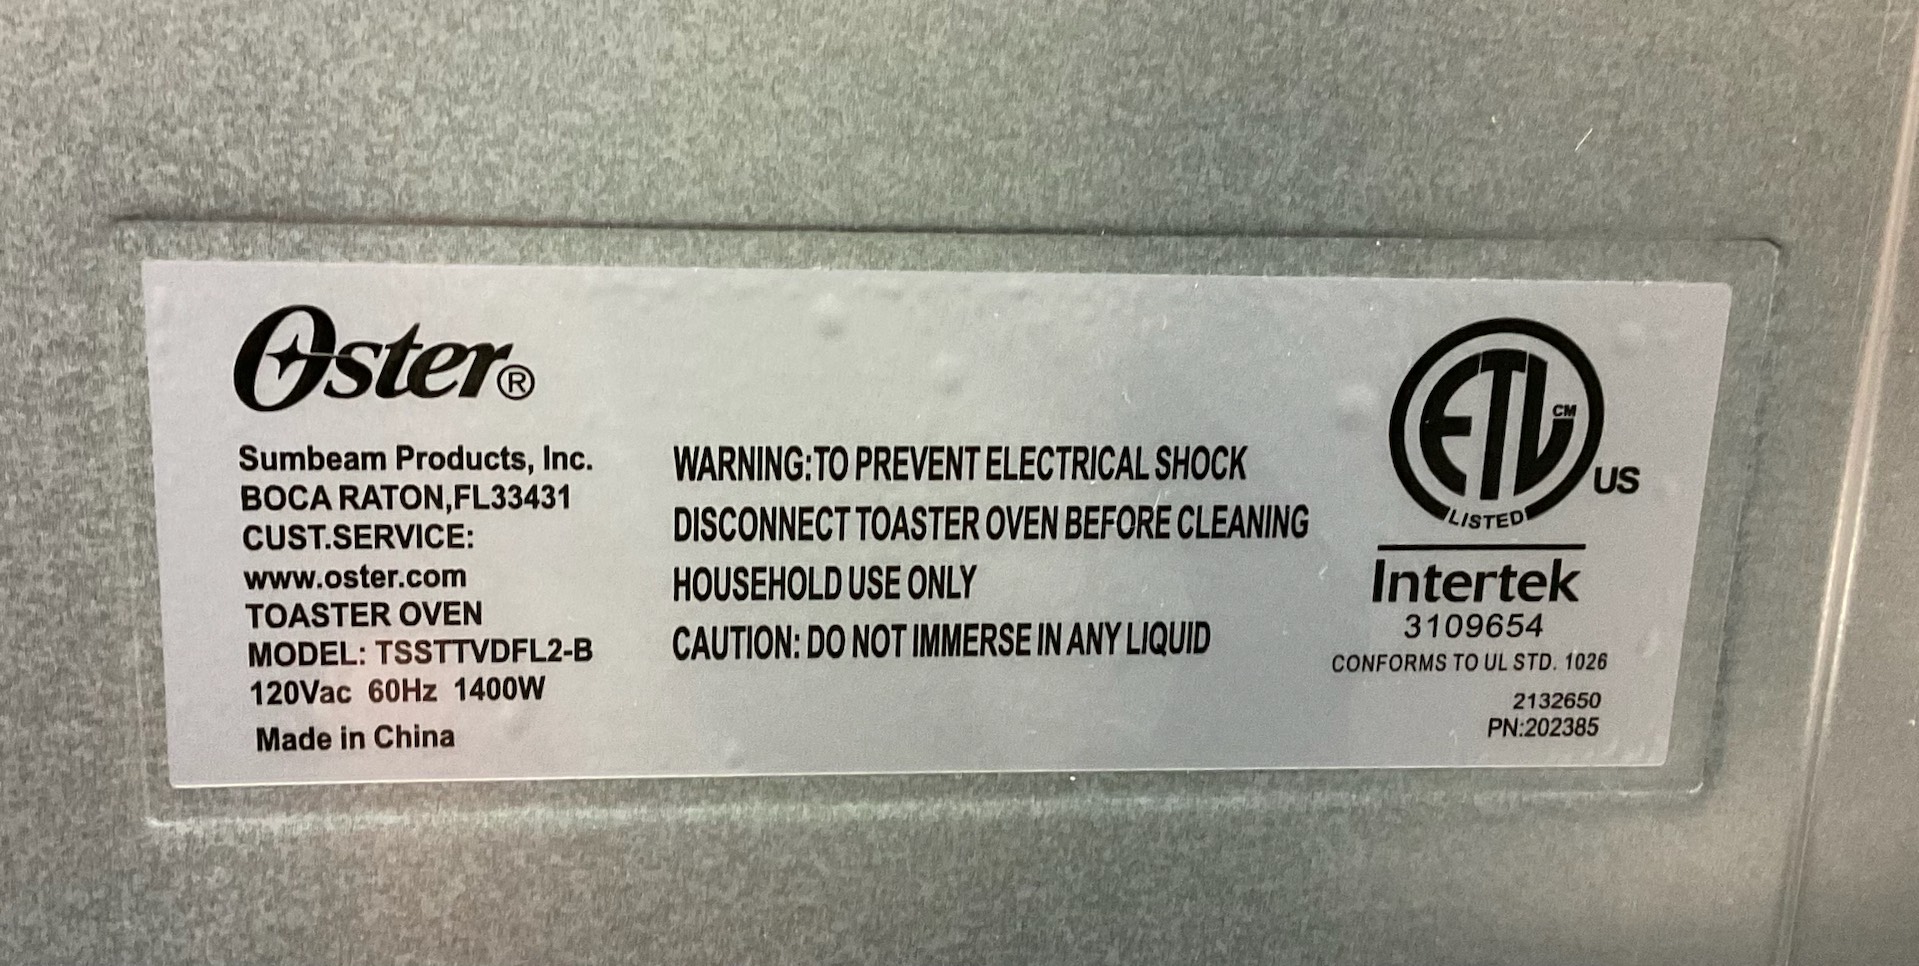 Oster®
Sumbeam Products, Inc.
BOCA RATON,FL33431
CUST.SERVICE:
www.oster.com
TOASTER OVEN
MODEL: TSSTTVDFL2-B
120Vac 60Hz 1400W
Made in China
WARNING:TO PREVENT ELECTRICAL SHOCK
DISCONNECT TOASTER OVEN BEFORE CLEANING
HOUSEHOLD USE ONLY
CAUTION: DO NOT IMMERSE IN ANY LIQUID
ETL CM
US
LISTED
Intertek
3109654
CONFORMS TO UL STD. 1026
2132650
PN:202385